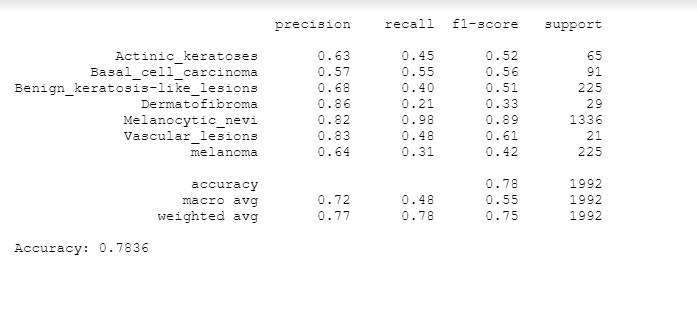 precision recall f1-score support
Actinic_keratoses 0.63 0.45 0.52 65
Basal_cell_carcinoma 0.57 0.55 0.56 91
Benign_keratosis-like_lesions 0.68 0.40 0.51 225
Dermatofibroma 0.86 0.21 0.33 29
Melanocytic_nevi 0.82 0.98 0.89 1336
Vascular_lesions 0.83 0.48 0.61 21
melanoma 0.64 0.31 0.42 225
accuracy 0.78 1992
macro avg 0.72 0.48 0.55 1992
weighted avg 0.77 0.78 0.75 1992
Accuracy: 0.7836